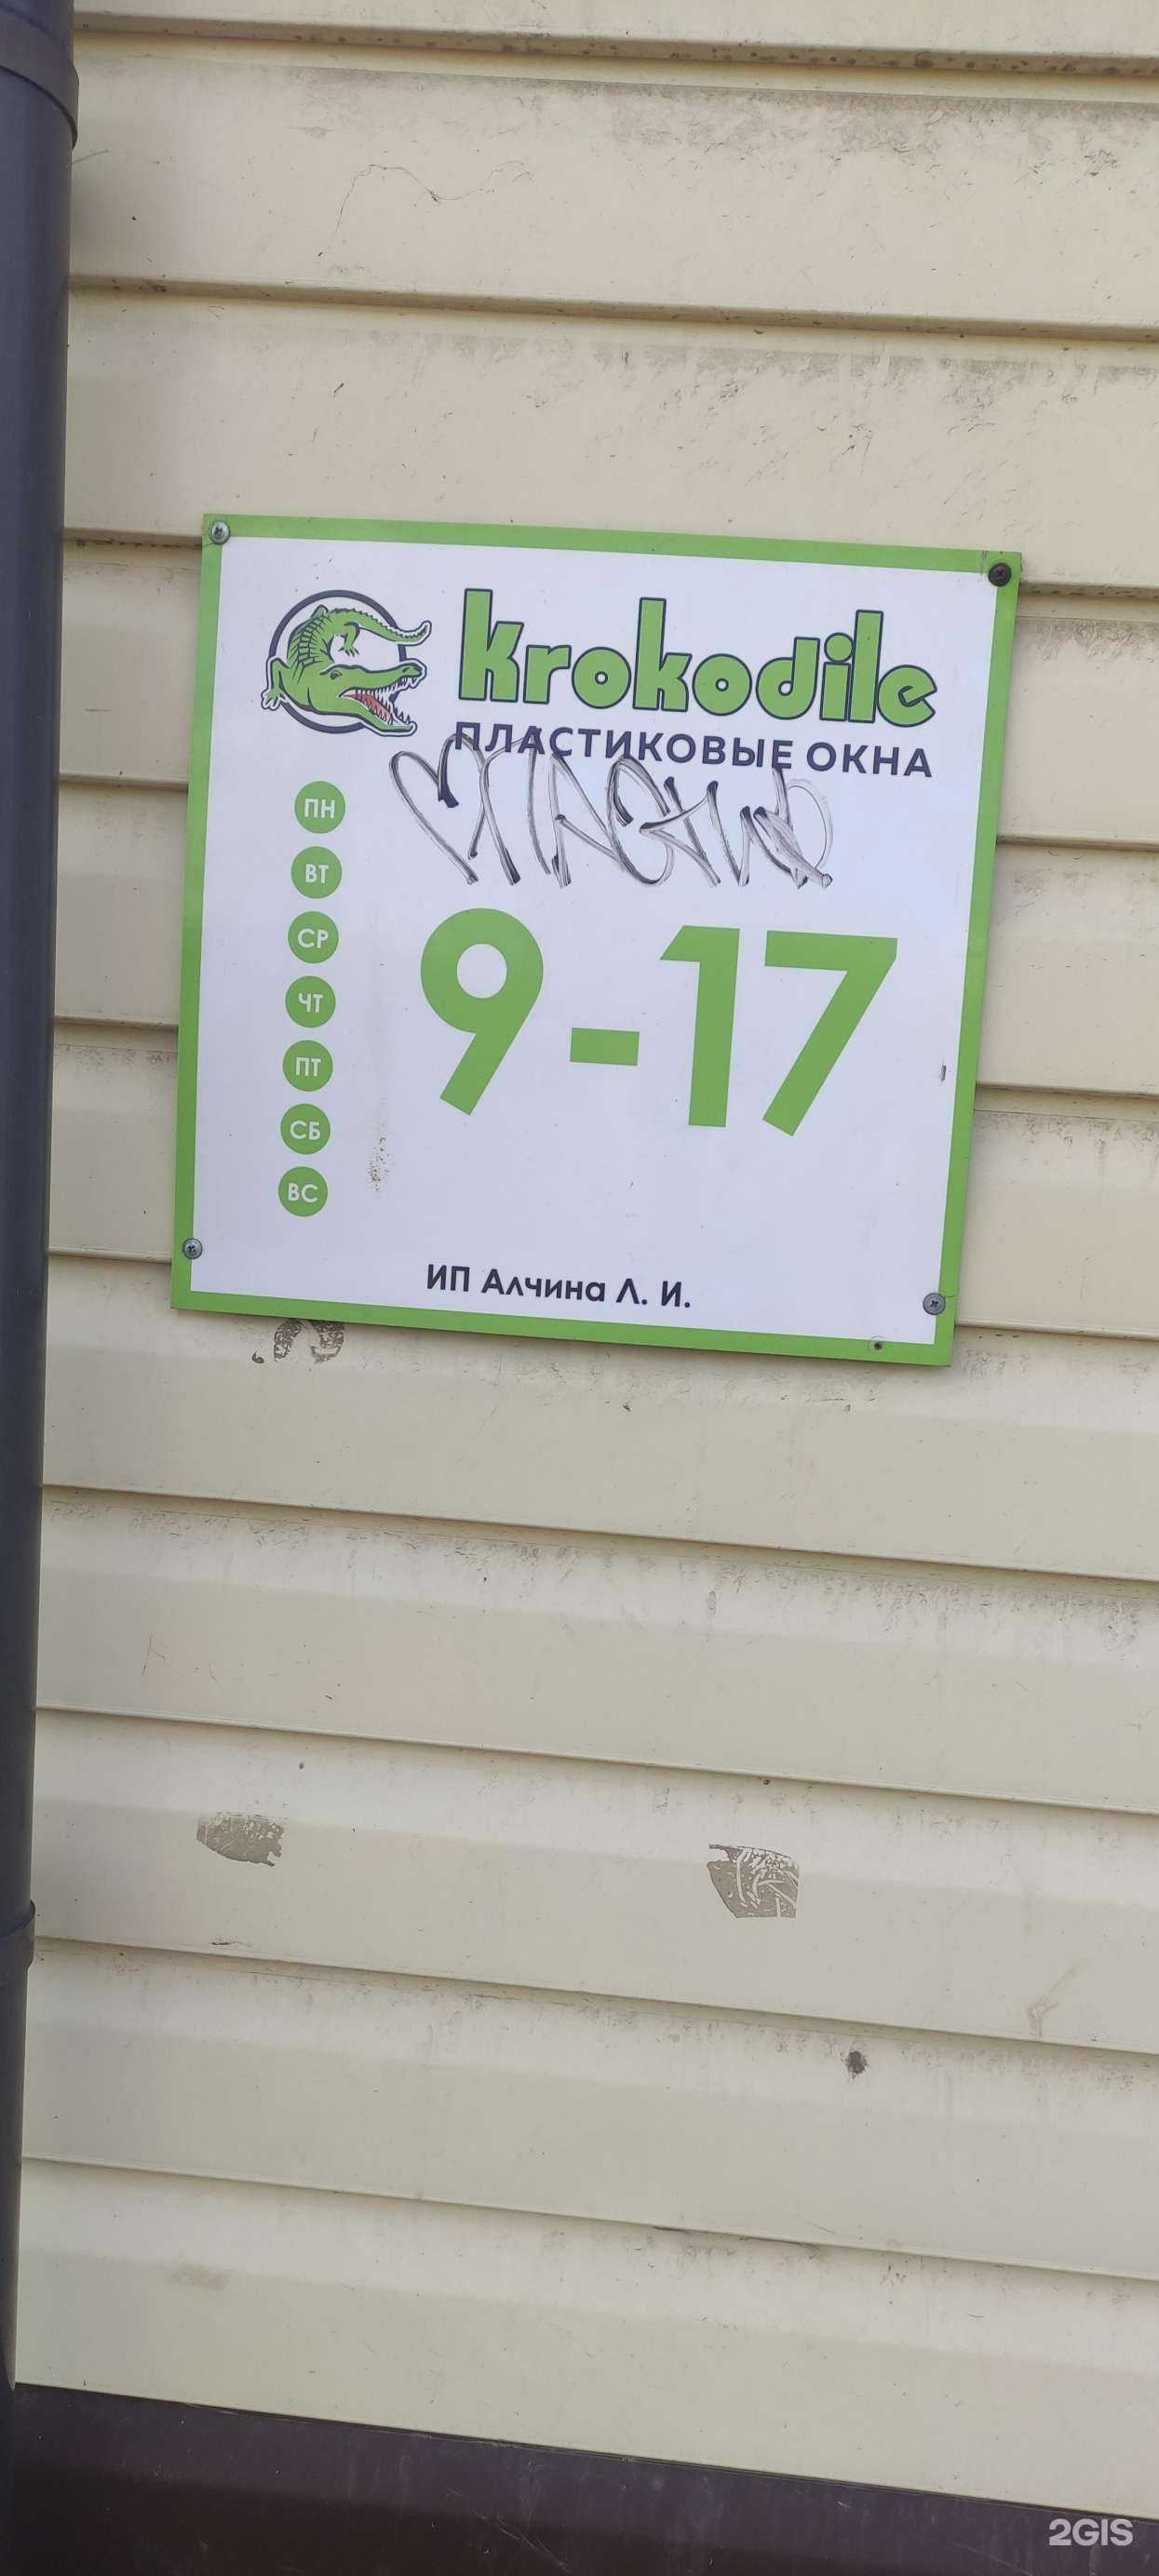 Krokodile
ПЛАСТИКОВЫЕ ОКНА
ПН
ВТ
СР
ЧТ
ПТ
СБ
ВС
9-17
ИП Алчина Л. И.
2GIS